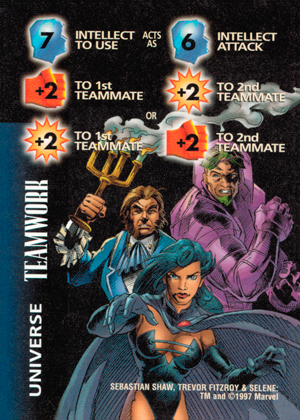 7 INTELLECT TO USE ACTS AS 6 INTELLECT ATTACK
+2 TO 1st TEAMMATE +2 TO 2nd TEAMMATE
OR
+2 TO 1st TEAMMATE +2 TO 2nd TEAMMATE
UNIVERSE TEAMWORK
SEBASTIAN SHAW, TREVOR FITZROY & SELENE:
TM and ©1997 Marvel